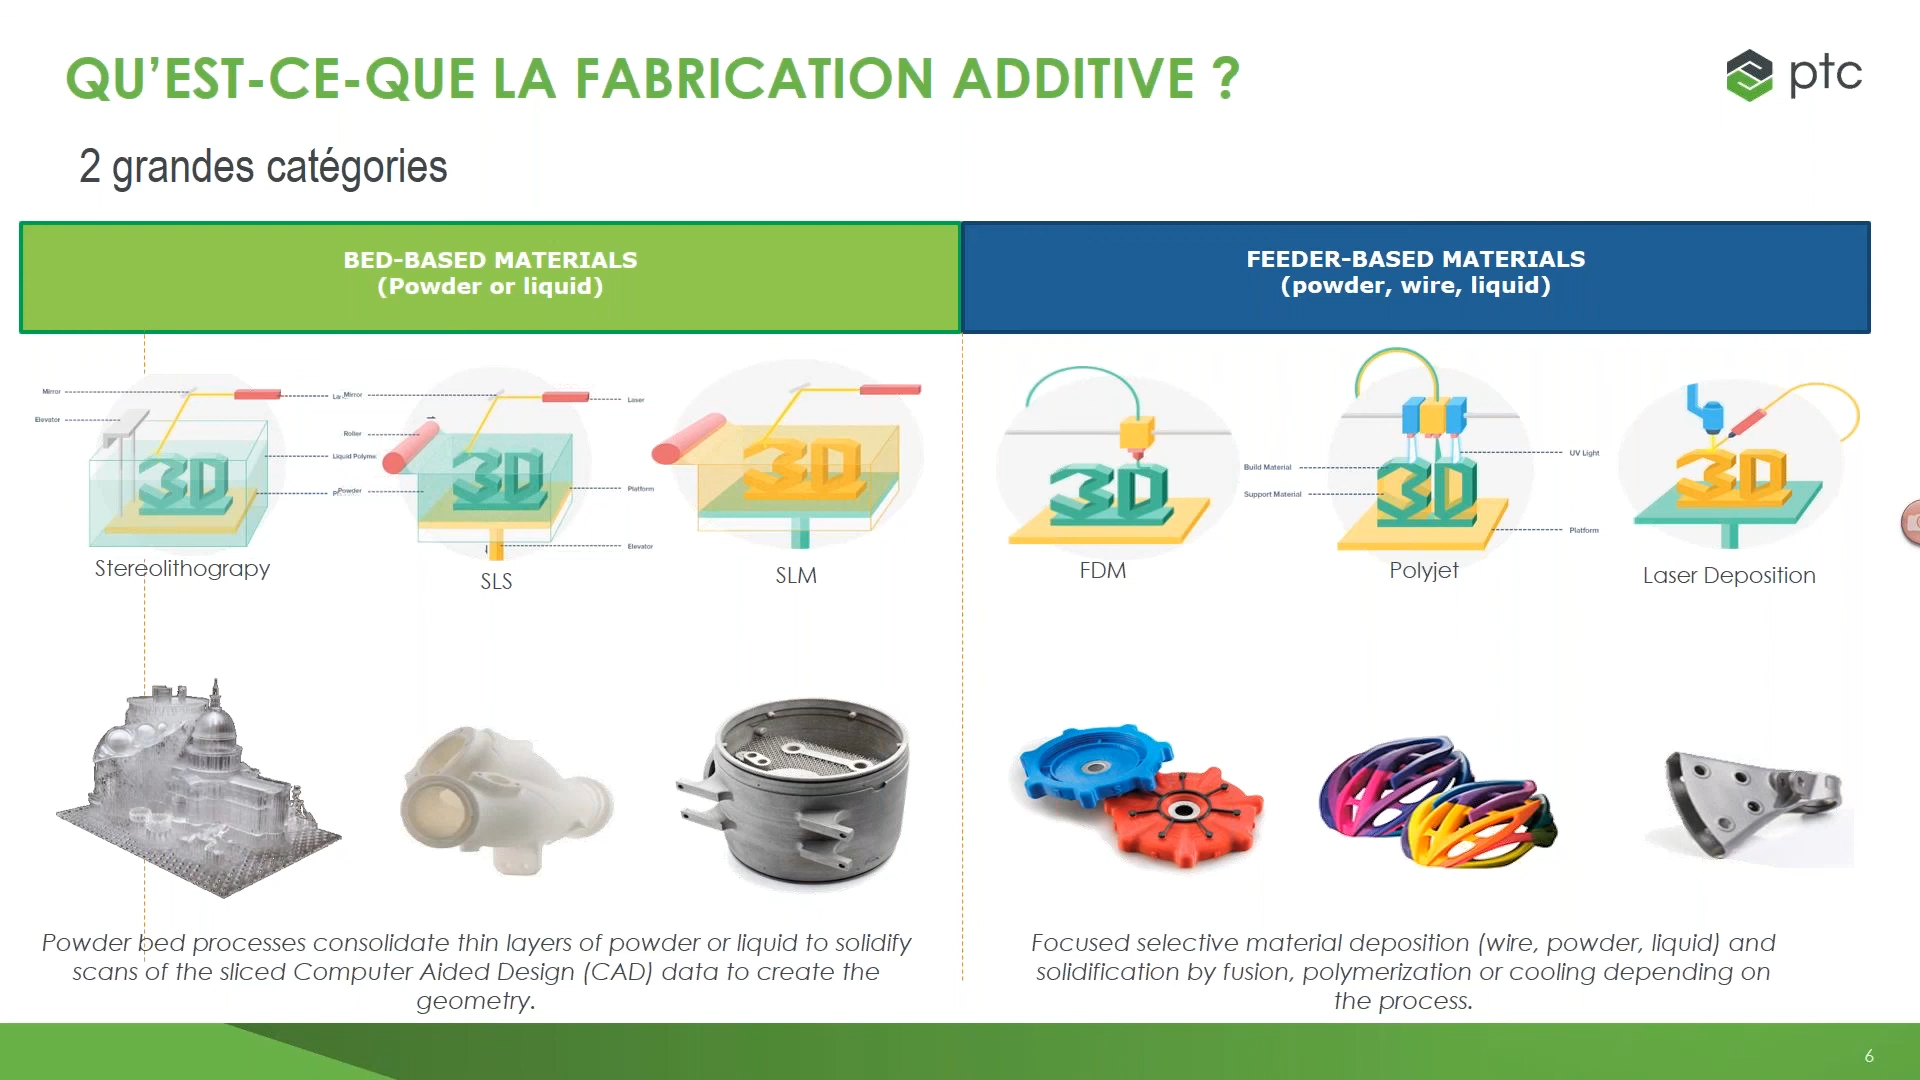 QU'EST-CE-QUE LA FABRICATION ADDITIVE ?
ptc
2 grandes catégories
BED-BASED MATERIALS
(Powder or liquid)
FEEDER-BASED MATERIALS
(powder, wire, liquid)
Mirror
Elevator
Liquid Polyme
Mirror
Laser
Roller
Powder
Platform
Elevator
Build Material
Support Material
UV Light
Platform
Stereolithograpy
SLS
SLM
FDM
Polyjet
Laser Deposition
Powder bed processes consolidate thin layers of powder or liquid to solidify
scans of the sliced Computer Aided Design (CAD) data to create the
geometry.
Focused selective material deposition (wire, powder, liquid) and
solidification by fusion, polymerization or cooling depending on
the process.
6